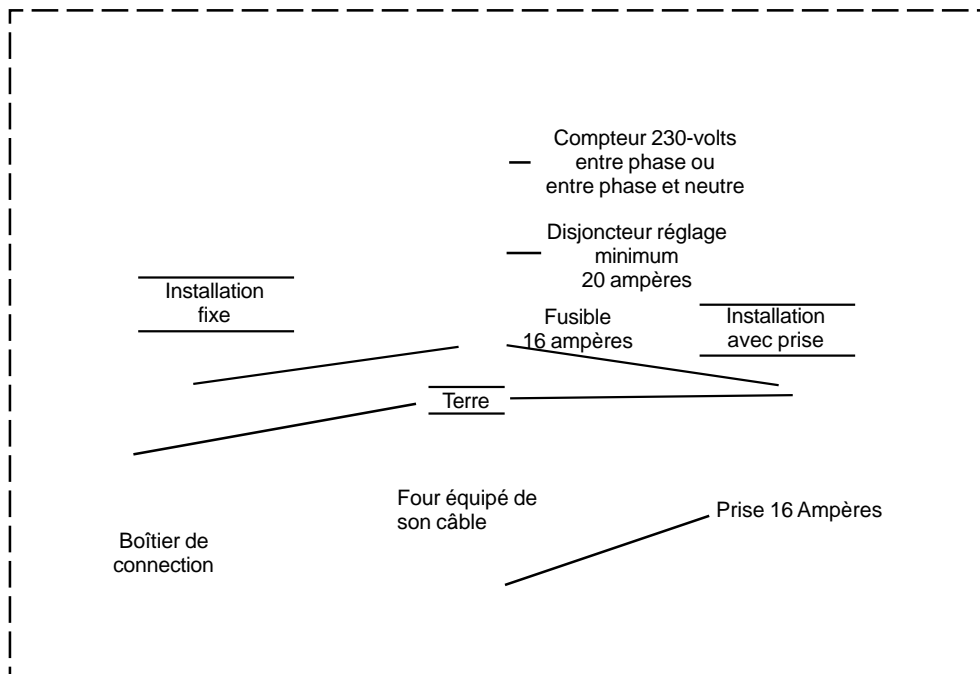 Compteur 230-volts
entre phase ou
entre phase et neutre
Disjoncteur réglage
minimum
20 ampères
Installation
fixe
Fusible
16 ampères
Installation
avec prise
Terre
Four équipé de
son câble
Prise 16 Ampères
Boîtier de
connection